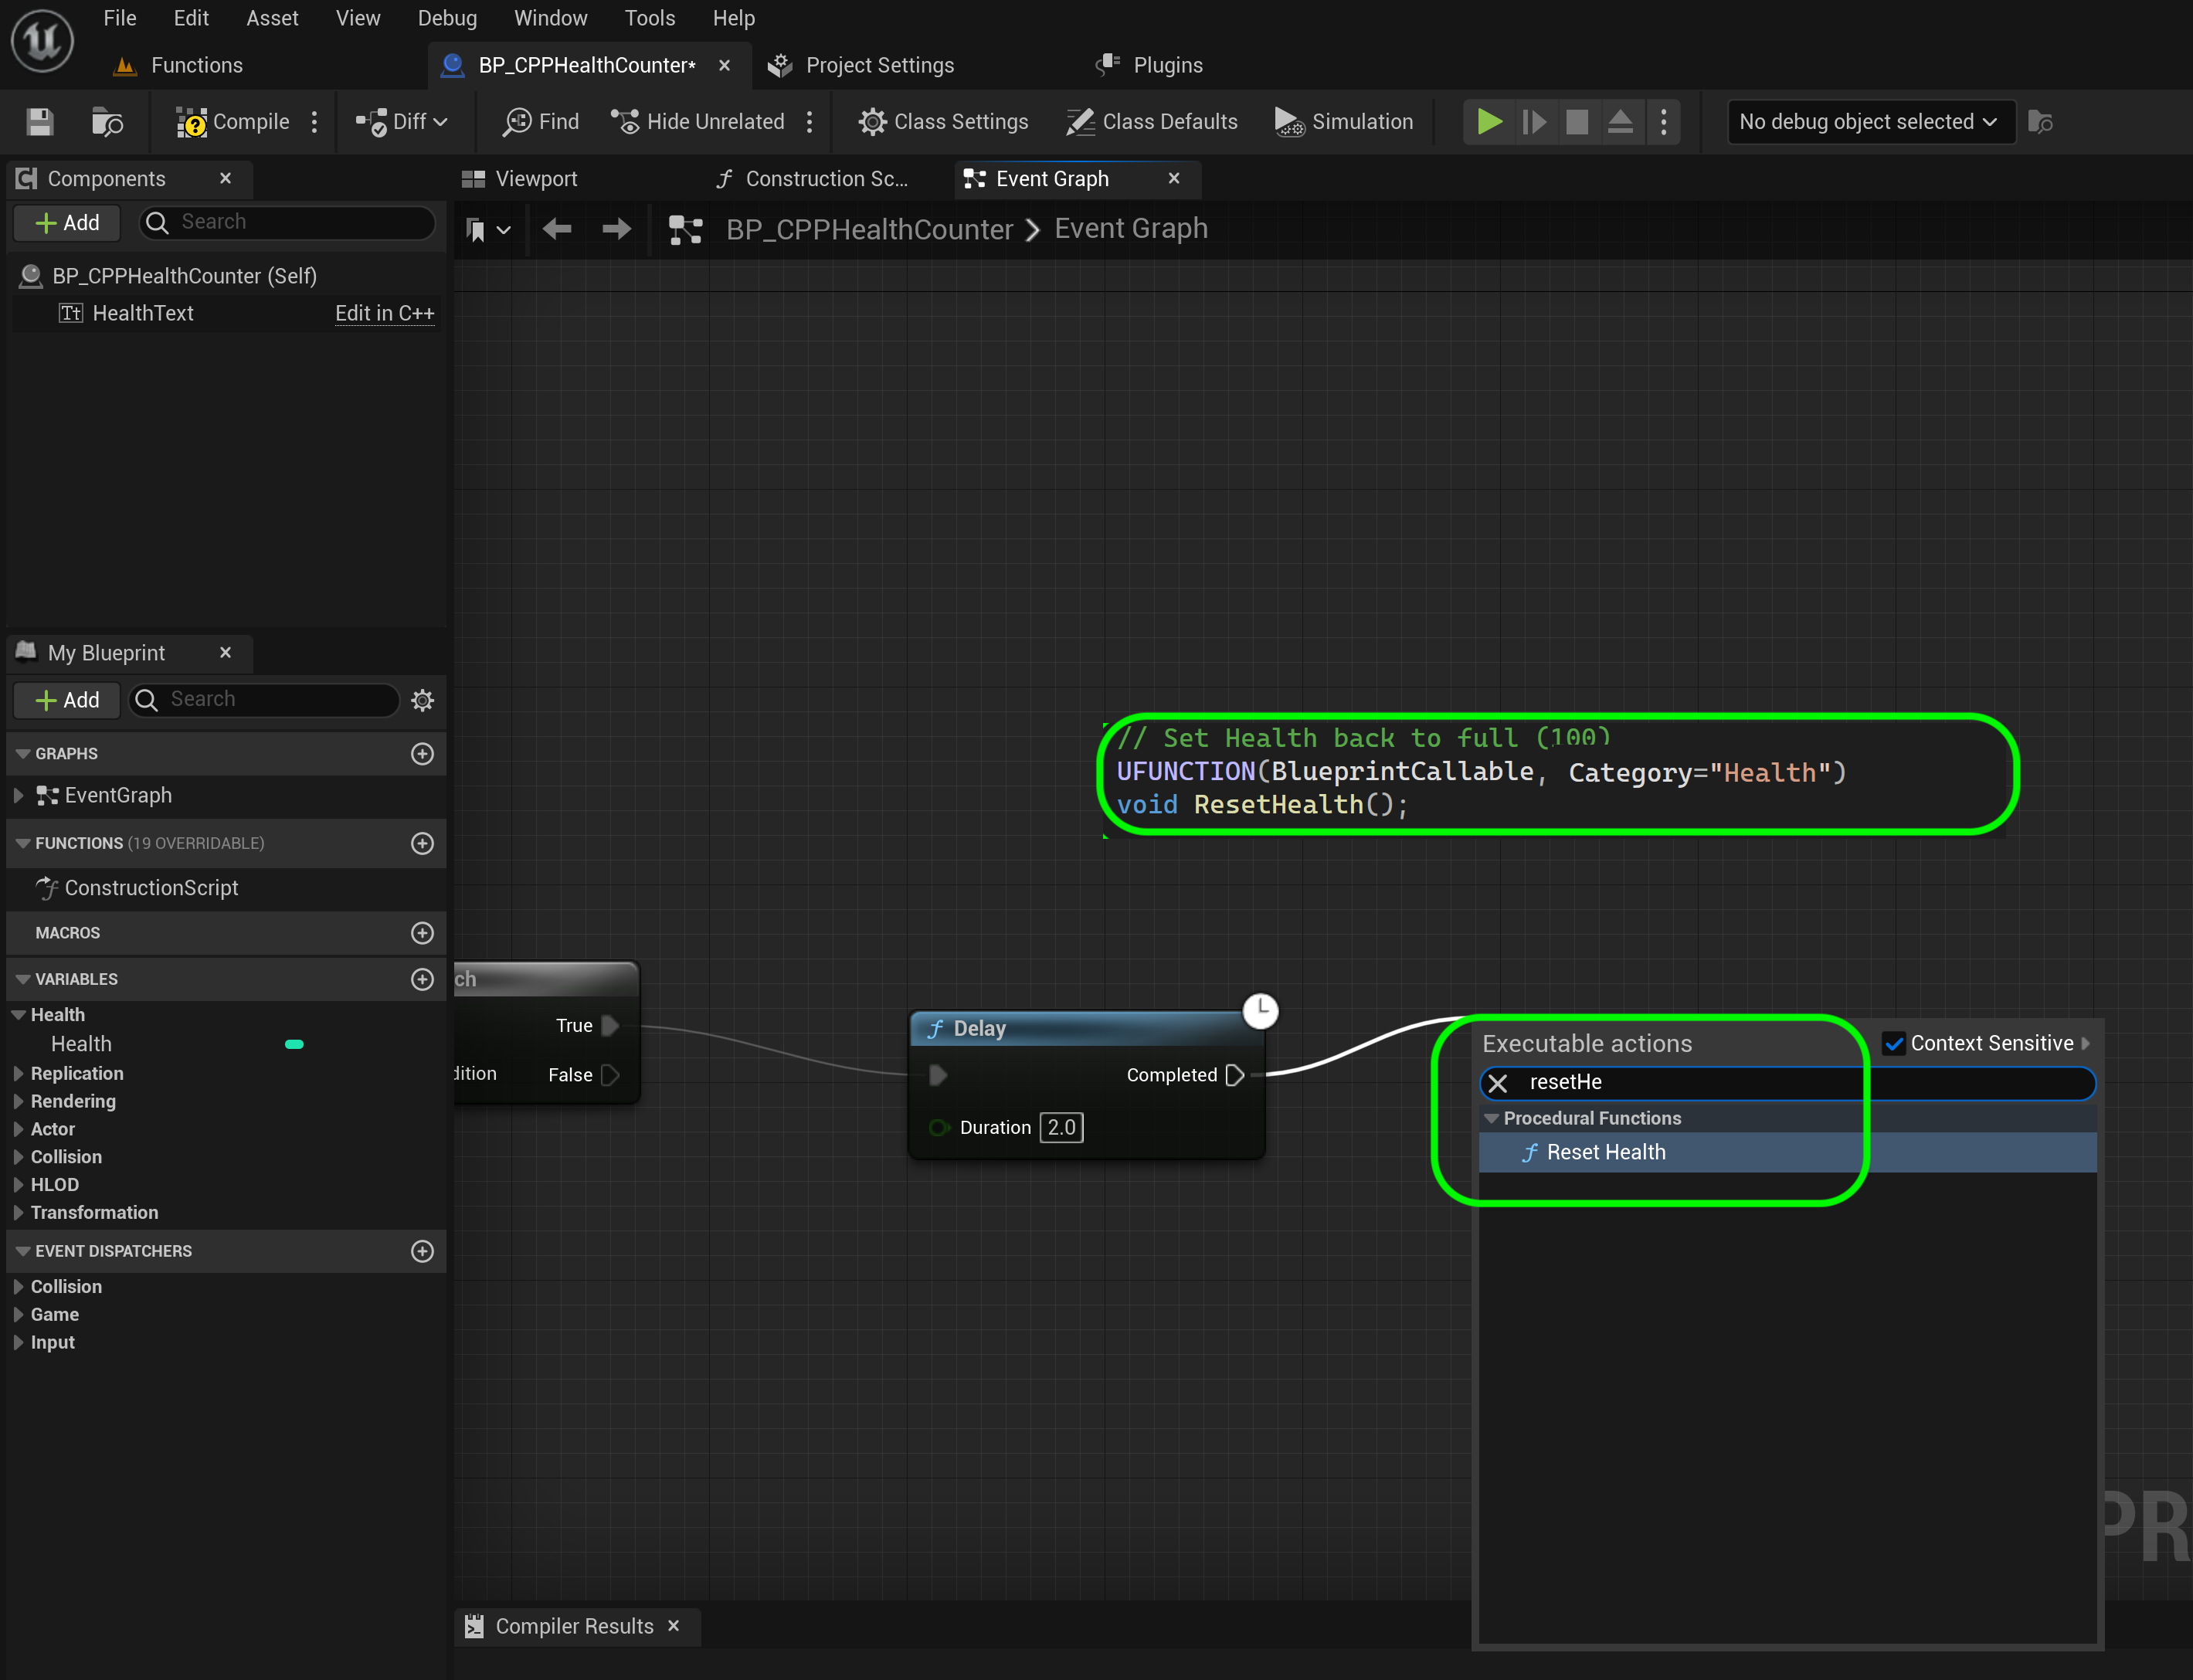 File Edit Asset View Debug Window Tools Help
Functions BP_CPPHealthCounter* Project Settings Plugins
Compile Diff Find Hide Unrelated Class Settings Class Defaults Simulation No debug object selected
Components
Add Search
BP_CPPHealthCounter (Self)
HealthText Edit in C++
Viewport Construction Sc... Event Graph
BP_CPPHealthCounter > Event Graph
My Blueprint
Add Search
GRAPHS
EventGraph
FUNCTIONS (19 OVERRIDABLE)
ConstructionScript
MACROS
VARIABLES
Health
Health
Replication
Rendering
Actor
Collision
HLOD
Transformation
EVENT DISPATCHERS
Collision
Game
Input
// Set Health back to full (100)
UFUNCTION(BlueprintCallable, Category="Health")
void ResetHealth();
ch
True
dition False
Delay
Completed
Duration 2.0
Executable actions Context Sensitive
resetHe
Procedural Functions
Reset Health
PR
Compiler Results